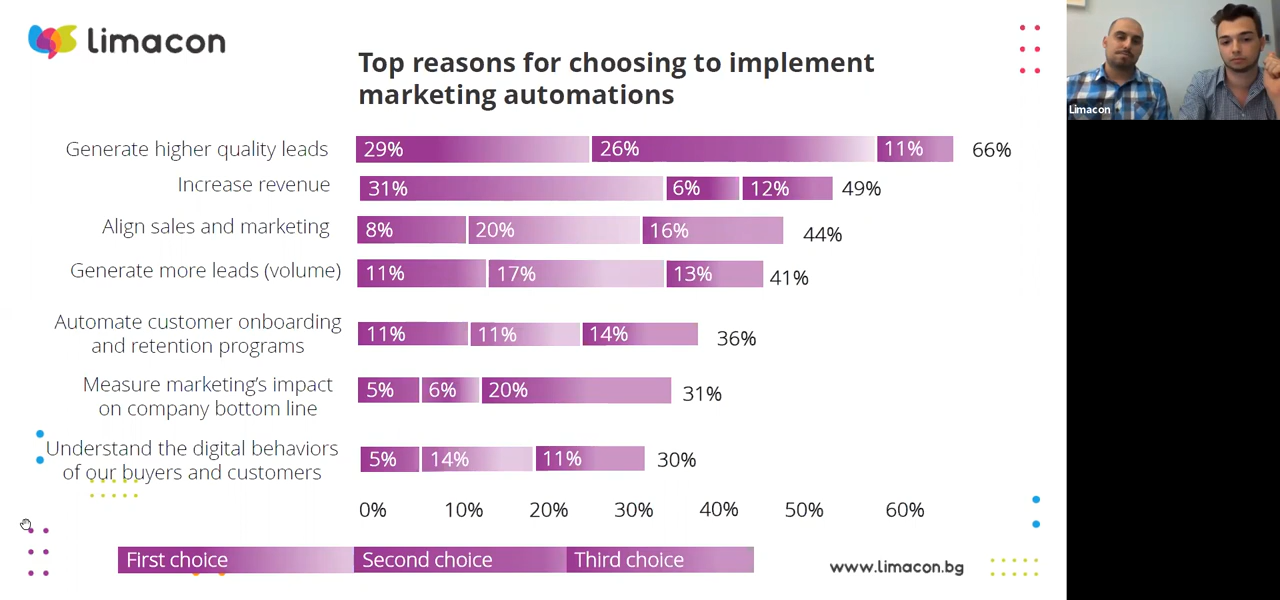 limacon
Top reasons for choosing to implement
marketing automations
Limacon
Generate higher quality leads
29%
26%
11%
66%
Increase revenue
31%
6%
12%
49%
Align sales and marketing
8%
20%
16%
44%
Generate more leads (volume)
11%
17%
13%
41%
Automate customer onboarding
and retention programs
11%
11%
14%
36%
Measure marketing's impact
on company bottom line
5%
6%
20%
31%
Understand the digital behaviors
of our buyers and customers
5%
14%
11%
30%
0%
10%
20%
30%
40%
50%
60%
First choice
Second choice
Third choice
www.limacon.bg